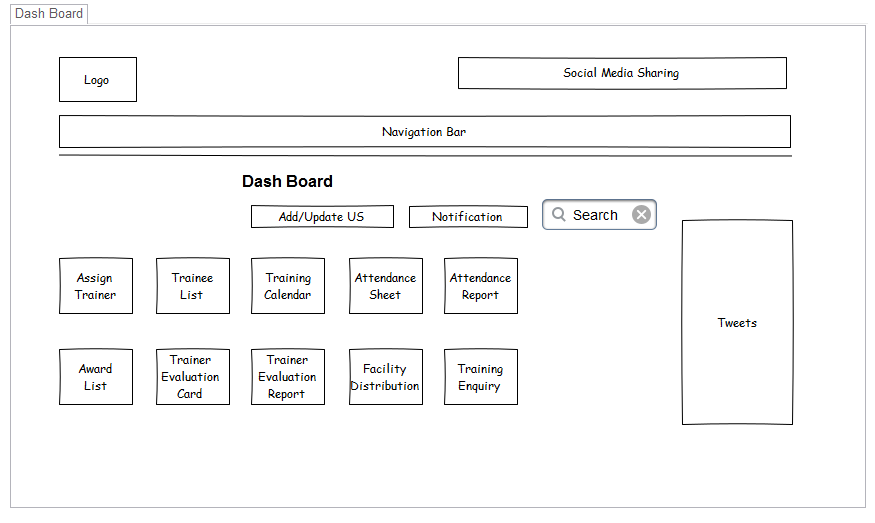 Dash Board
Logo
Social Media Sharing
Navigation Bar
Dash Board
Add/Update US
Notification
Search
Assign
Trainer
Trainee
List
Training
Calendar
Attendance
Sheet
Attendance
Report
Tweets
Award
List
Trainer
Evaluation
Card
Trainer
Evaluation
Report
Facility
Distribution
Training
Enquiry